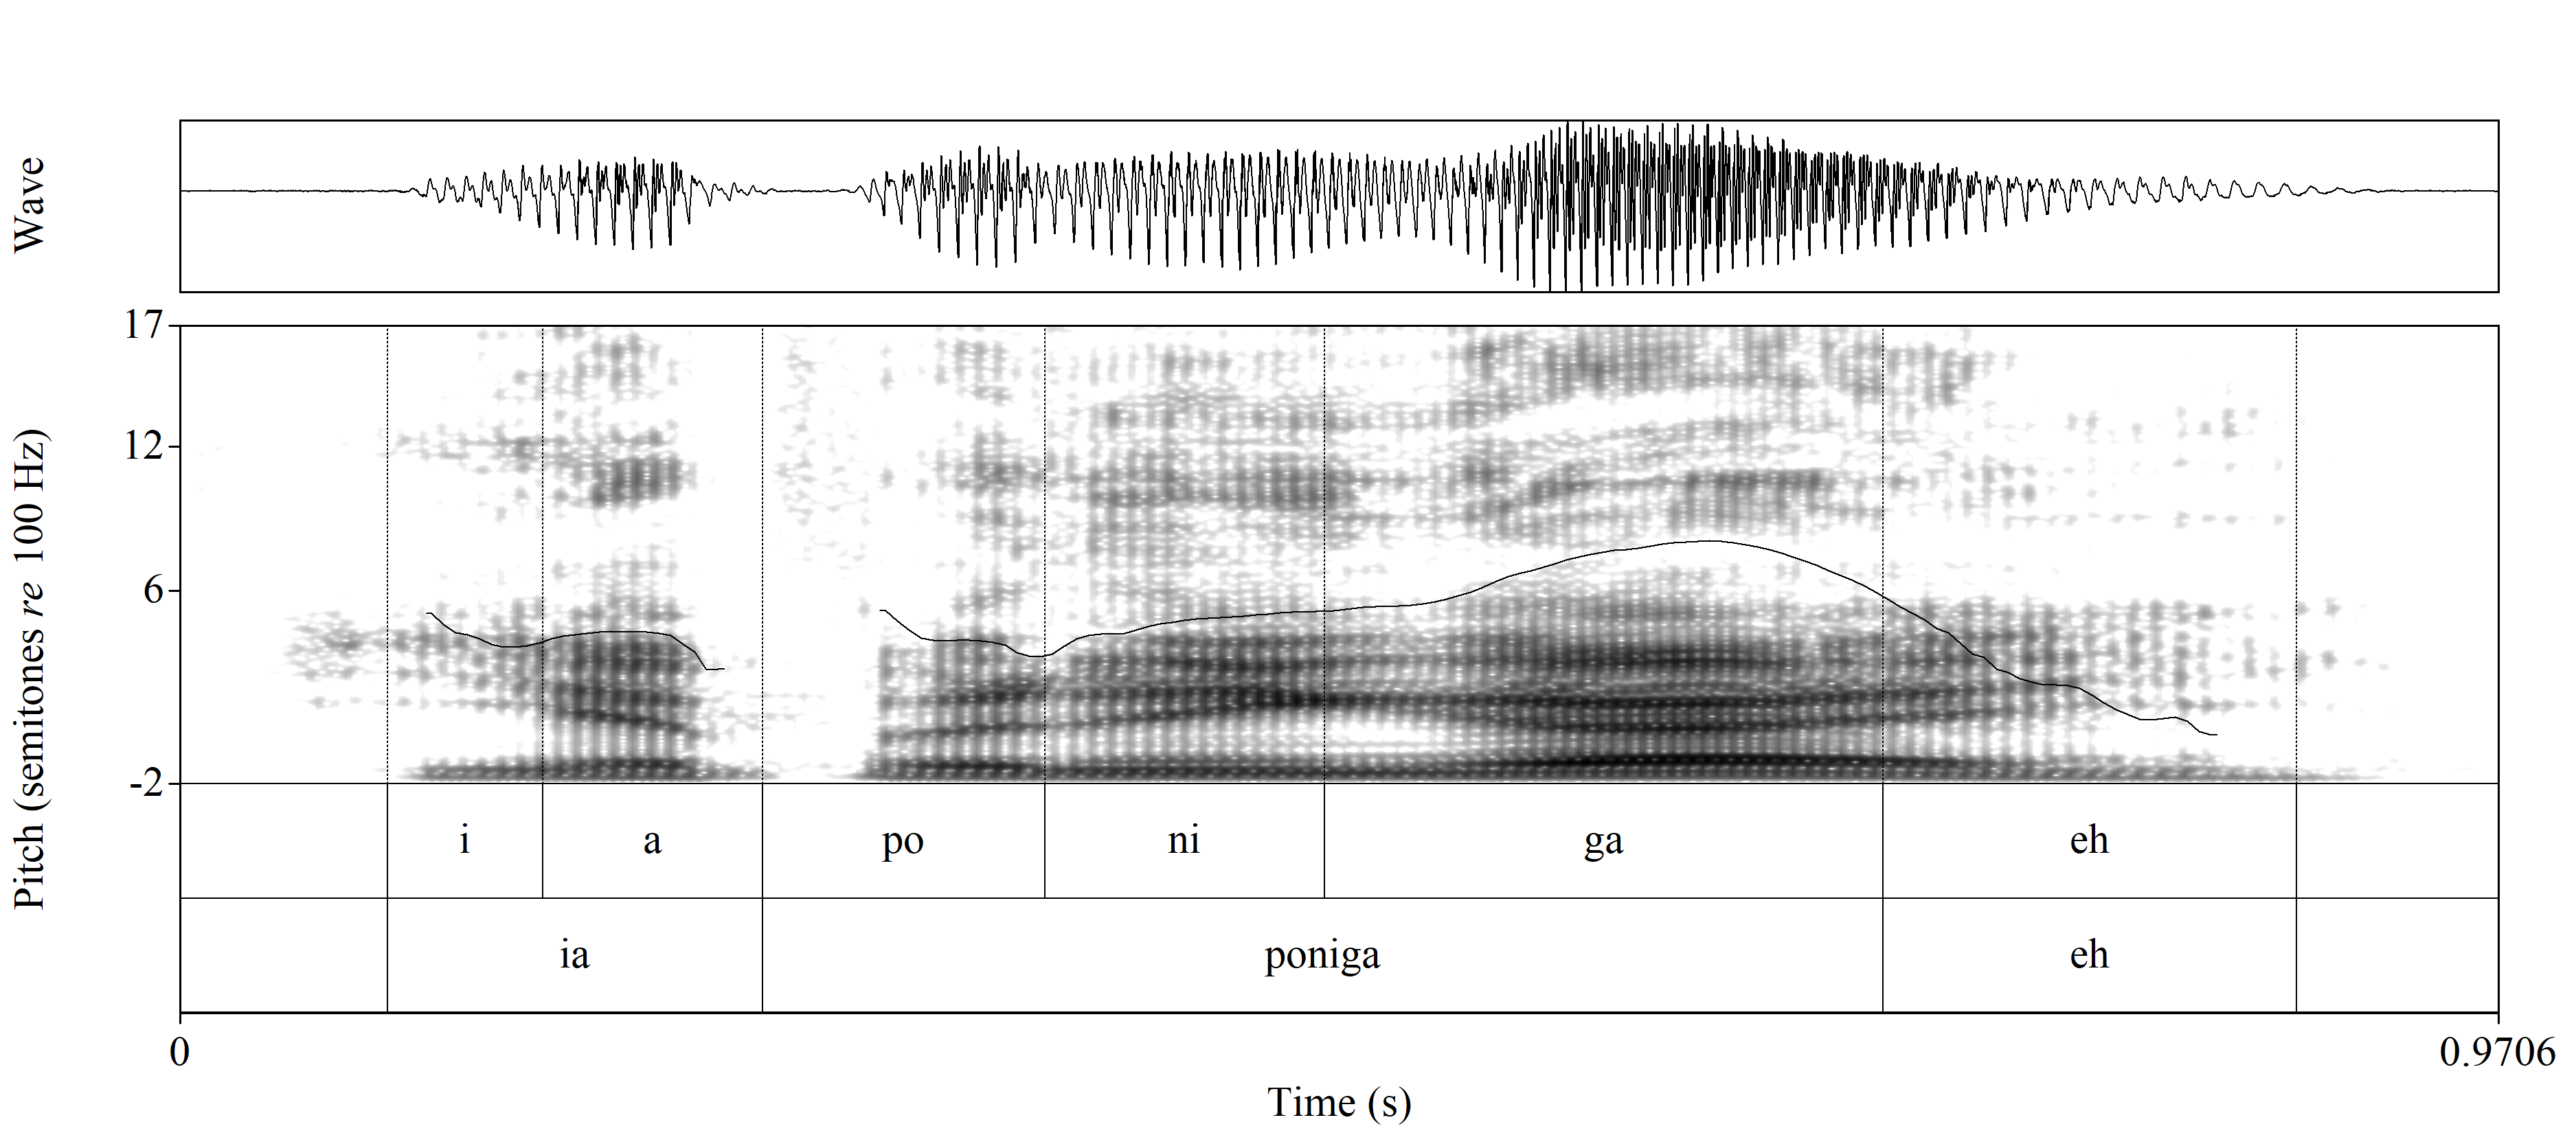 Wave
Pitch (semitones re 100 Hz)
17
12
6
-2
i a po ni ga eh
ia poniga eh
0 0.9706
Time (s)